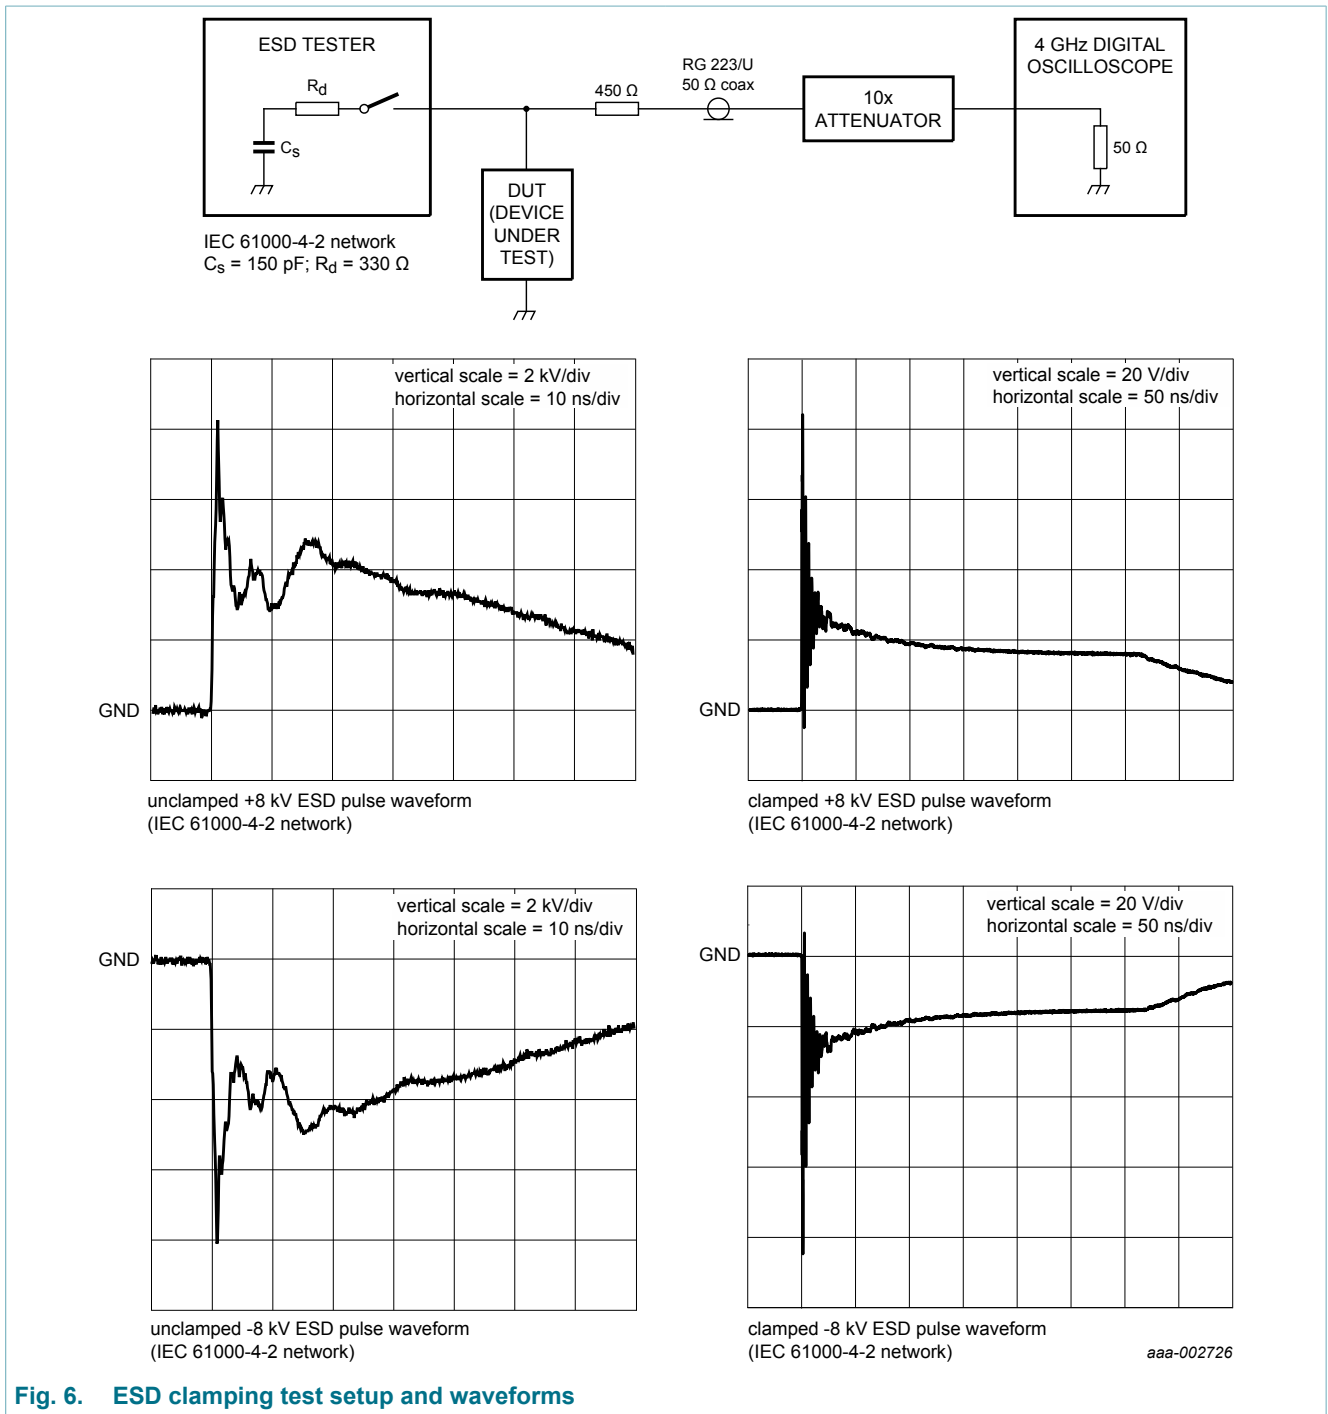 ESD TESTER
Rd
Cs
IEC 61000-4-2 network
Cs = 150 pF; Rd = 330 Ω
DUT
(DEVICE
UNDER
TEST)
450 Ω
RG 223/U
50 Ω coax
10x
ATTENUATOR
4 GHz DIGITAL
OSCILLOSCOPE
50 Ω
vertical scale = 2 kV/div
horizontal scale = 10 ns/div
GND
unclamped +8 kV ESD pulse waveform
(IEC 61000-4-2 network)
vertical scale = 20 V/div
horizontal scale = 50 ns/div
GND
clamped +8 kV ESD pulse waveform
(IEC 61000-4-2 network)
vertical scale = 2 kV/div
horizontal scale = 10 ns/div
GND
unclamped -8 kV ESD pulse waveform
(IEC 61000-4-2 network)
vertical scale = 20 V/div
horizontal scale = 50 ns/div
GND
clamped -8 kV ESD pulse waveform
(IEC 61000-4-2 network)
aaa-002726
Fig. 6. ESD clamping test setup and waveforms